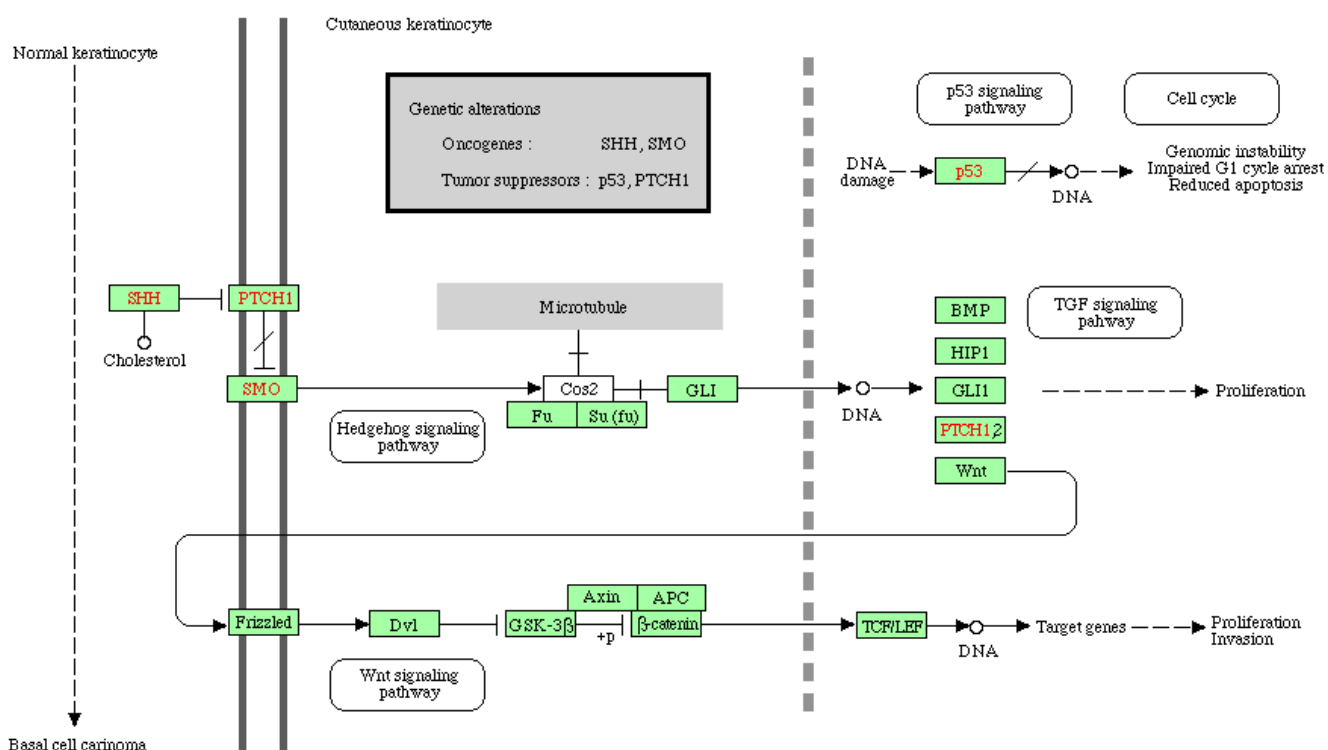 Cutaneous keratinocyte
Normal keratinocyte
Genetic alterations
Oncogenes : SHH, SMO
Tumor suppressors : p53, PTCH1
p53 signaling
pathway
Cell cycle
DNA
damage
p53
DNA
Genomic instability
Impaired G1 cycle arrest
Reduced apoptosis
SHH
PTCH1
Cholesterol
SMO
Microtubule
Cos2
Fu
Su (fu)
GLI
Hedgehog signaling
pathway
DNA
BMP
HIP1
GLI1
PTCH1,2
Wnt
TGF signaling
pahway
Proliferation
Frizzled
Dvl
GSK-3β
+p
Axin
APC
β-catenin
Wnt signaling
pathway
TCF/LEF
DNA
Target genes
Proliferation
Invasion
Basal cell carinoma